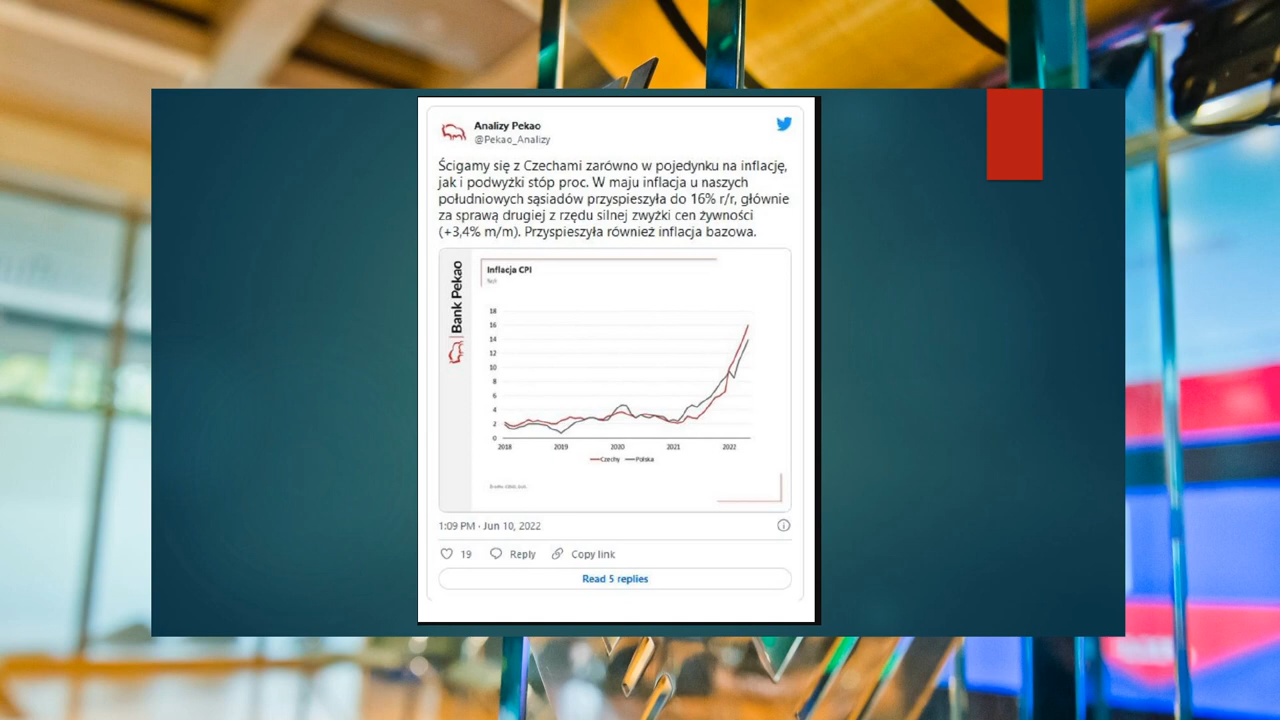 Analizy Pekao
@Pekao_Analizy
Ścigamy się z Czechami zarówno w pojedynku na inflację,
jak i podwyżki stóp proc. W maju inflacja u naszych
południowych sąsiadów przyspieszyła do 16% r/r, głównie
za sprawą drugiej z rzędu silnej zwyżki cen żywności
(+3,4% m/m). Przyspieszyła również inflacja bazowa.
Bank Pekao
Inflacja CPI
18
16
14
12
10
8
6
4
2
0
2018 2019 2020 2021 2022
Czechy Polska
1:09 PM · Jun 10, 2022
19 Reply Copy link
Read 5 replies